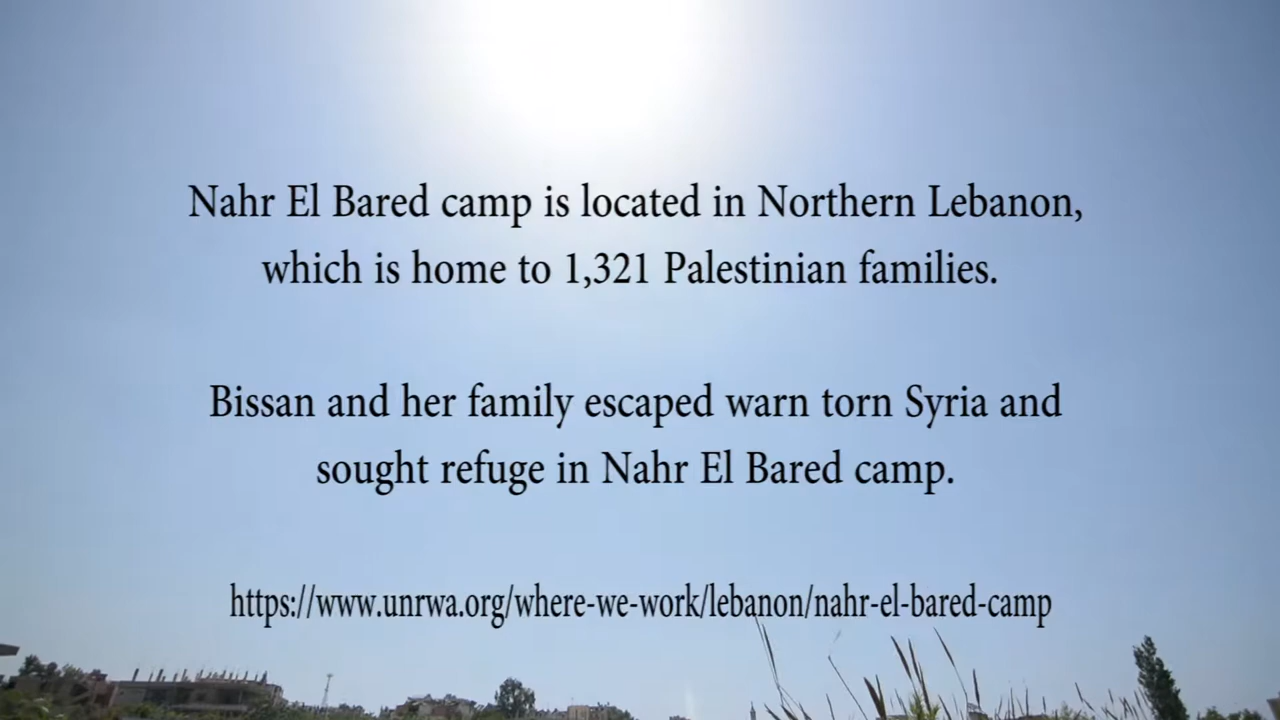 Nahr El Bared camp is located in Northern Lebanon,
which is home to 1,321 Palestinian families.
Bissan and her family escaped warn torn Syria and
sought refuge in Nahr El Bared camp.
https://www.unrwa.org/where-we-work/lebanon/nahr-el-bared-camp